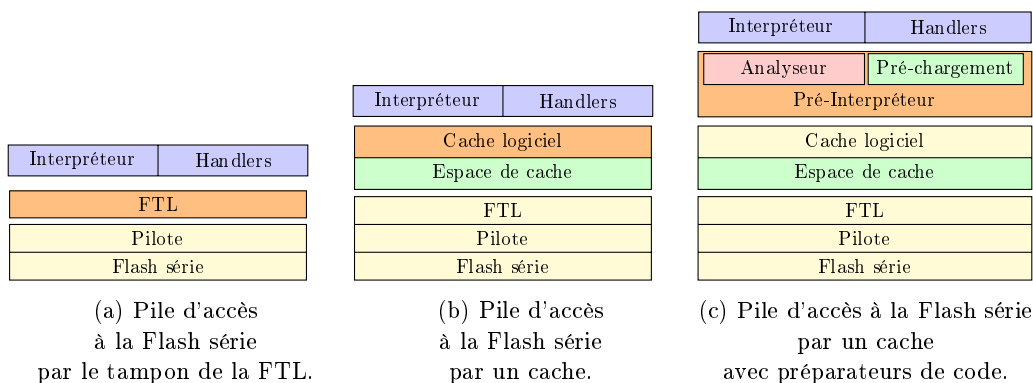 Interpréteur Handlers
FTL
Pilote
Flash série
(a) Pile d'accès
à la Flash série
par le tampon de la FTL.
Interpréteur Handlers
Cache logiciel
Espace de cache
FTL
Pilote
Flash série
(b) Pile d'accès
à la Flash série
par un cache.
Interpréteur Handlers
Analyseur Pré-chargement
Pré-Interpréteur
Cache logiciel
Espace de cache
FTL
Pilote
Flash série
(c) Pile d'accès à la Flash série
par un cache
avec préparateurs de code.